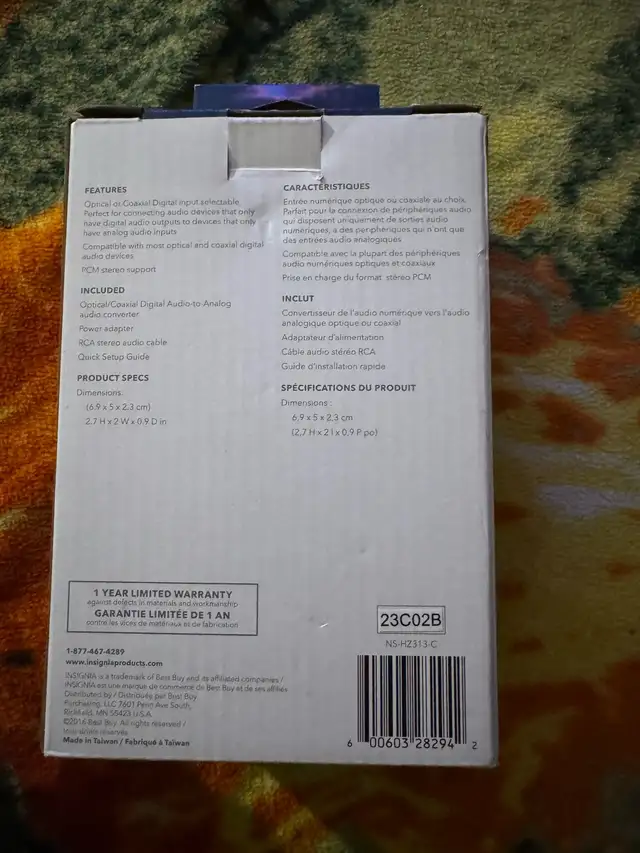 FEATURES
Optical or Coaxial Digital input selectable.
Perfect for connecting audio devices that only
have digital audio outputs to devices that only
have analog audio inputs
Compatible with most optical and coaxial digital
audio devices
PCM stereo support
INCLUDED
Optical/Coaxial Digital Audio-to-Analog
audio converter
Power adapter
RCA stereo audio cable
Quick Setup Guide
PRODUCT SPECS
Dimensions:
(6.9 x 5 x 2.3 cm)
2.7 H x 2 W x 0.9 D in
CARACTÉRISTIQUES
Entrée numérique optique ou coaxiale au choix.
Parfait pour la connexion de périphériques audio
qui disposent uniquement de sorties audio
numériques, à des périphériques qui n'ont que
des entrées audio analogiques
Compatible avec la plupart des périphériques
audio numériques optiques et coaxiaux
Prise en charge du format stéréo PCM
INCLUT
Convertisseur de l'audio numérique vers l'audio
analogique optique ou coaxial
Adaptateur d'alimentation
Câble audio stéréo RCA
Guide d'installation rapide
SPÉCIFICATIONS DU PRODUIT
Dimensions :
6,9 x 5 x 2,3 cm
(2,7 H x 2 l x 0,9 P po)
1 YEAR LIMITED WARRANTY
against defects in materials and workmanship
GARANTIE LIMITÉE DE 1 AN
contre les vices de matériaux et de fabrication
1-877-467-4289
www.insigniaproducts.com
INSIGNIA is a trademark of Best Buy and its affiliated companies /
INSIGNIA est une marque de commerce de Best Buy et de ses affiliés
Distributed by / Distribuée par Best Buy
Purchasing, LLC 7601 Penn Ave South,
Richfield, MN 55423 U.S.A.
©2016 Best Buy. All rights reserved /
Tous droits réservés
Made in Taiwan / Fabriqué à Taïwan
23C02B
NS-HZ313-C
6 00603 28294 2